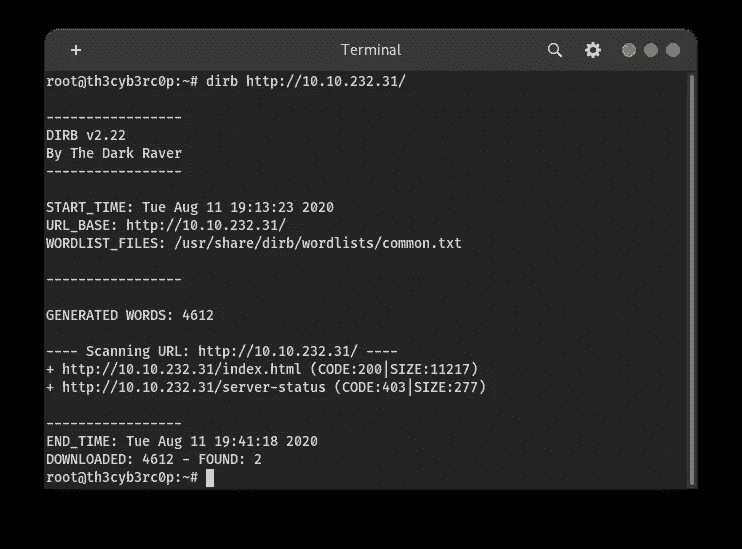 Terminal
root@th3cyb3rc0p:~# dirb http://10.10.232.31/
-----------------
DIRB v2.22
By The Dark Raver
-----------------
START_TIME: Tue Aug 11 19:13:23 2020
URL_BASE: http://10.10.232.31/
WORDLIST_FILES: /usr/share/dirb/wordlists/common.txt
-----------------
GENERATED WORDS: 4612
---- Scanning URL: http://10.10.232.31/ ----
+ http://10.10.232.31/index.html (CODE:200|SIZE:11217)
+ http://10.10.232.31/server-status (CODE:403|SIZE:277)
-----------------
END_TIME: Tue Aug 11 19:41:18 2020
DOWNLOADED: 4612 - FOUND: 2
root@th3cyb3rc0p:~#